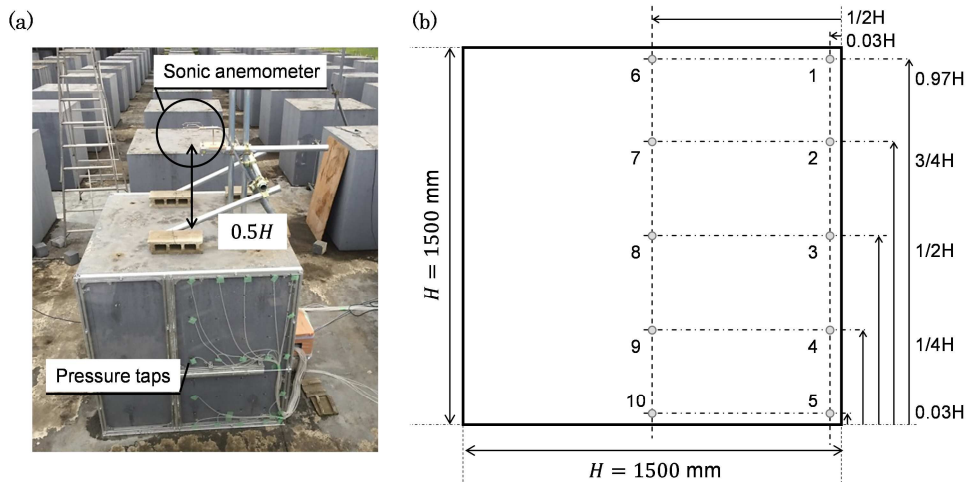 (a)
Sonic anemometer
0.5H
Pressure taps
(b)
1/2H
0.03H
6
1
0.97H
7
2
3/4H
8
3
1/2H
9
4
1/4H
10
5
0.03H
H = 1500 mm
H = 1500 mm